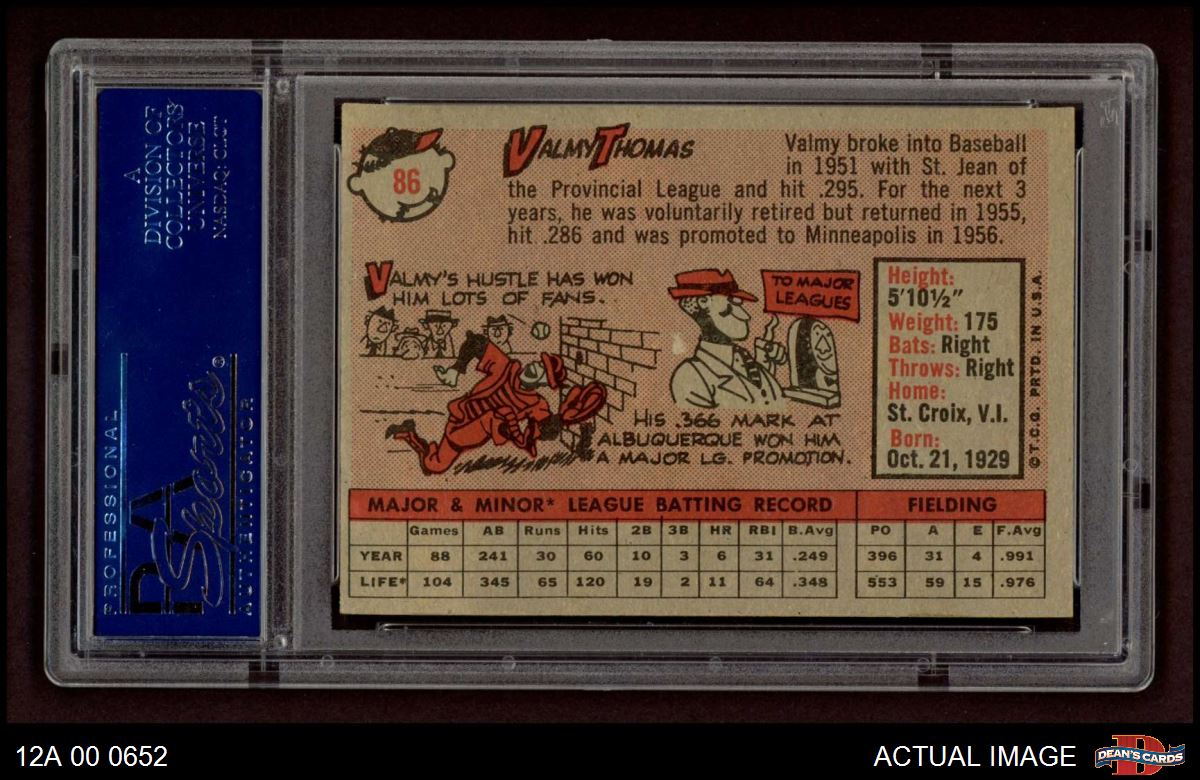 A
DIVISION OF
COLLECTORS
UNIVERSE
NASDAQ: CLCT
PROFESSIONAL
PSA
Sports
®
AUTHENTICATOR
86
VALMY THOMAS
Valmy broke into Baseball
in 1951 with St. Jean of
the Provincial League and hit .295. For the next 3
years, he was voluntarily retired but returned in 1955,
hit .286 and was promoted to Minneapolis in 1956.
VALMY'S HUSTLE HAS WON
HIM LOTS OF FANS.
TO MAJOR
LEAGUES
HIS .366 MARK AT
ALBUQUERQUE WON HIM
A MAJOR LG. PROMOTION.
Height:
5'10½"
Weight: 175
Bats: Right
Throws: Right
Home:
St. Croix, V.I.
Born:
Oct. 21, 1929
© T.C.G. PRTD. IN U.S.A.
MAJOR & MINOR* LEAGUE BATTING RECORD FIELDING
Games AB Runs Hits 2B 3B HR RBI B.Avg PO A E F.Avg
YEAR 88 241 30 60 10 3 6 31 .249 396 31 4 .991
LIFE* 104 345 65 120 19 2 11 64 .348 553 59 15 .976
12A 00 0652
ACTUAL IMAGE
D
DEAN'S CARDS